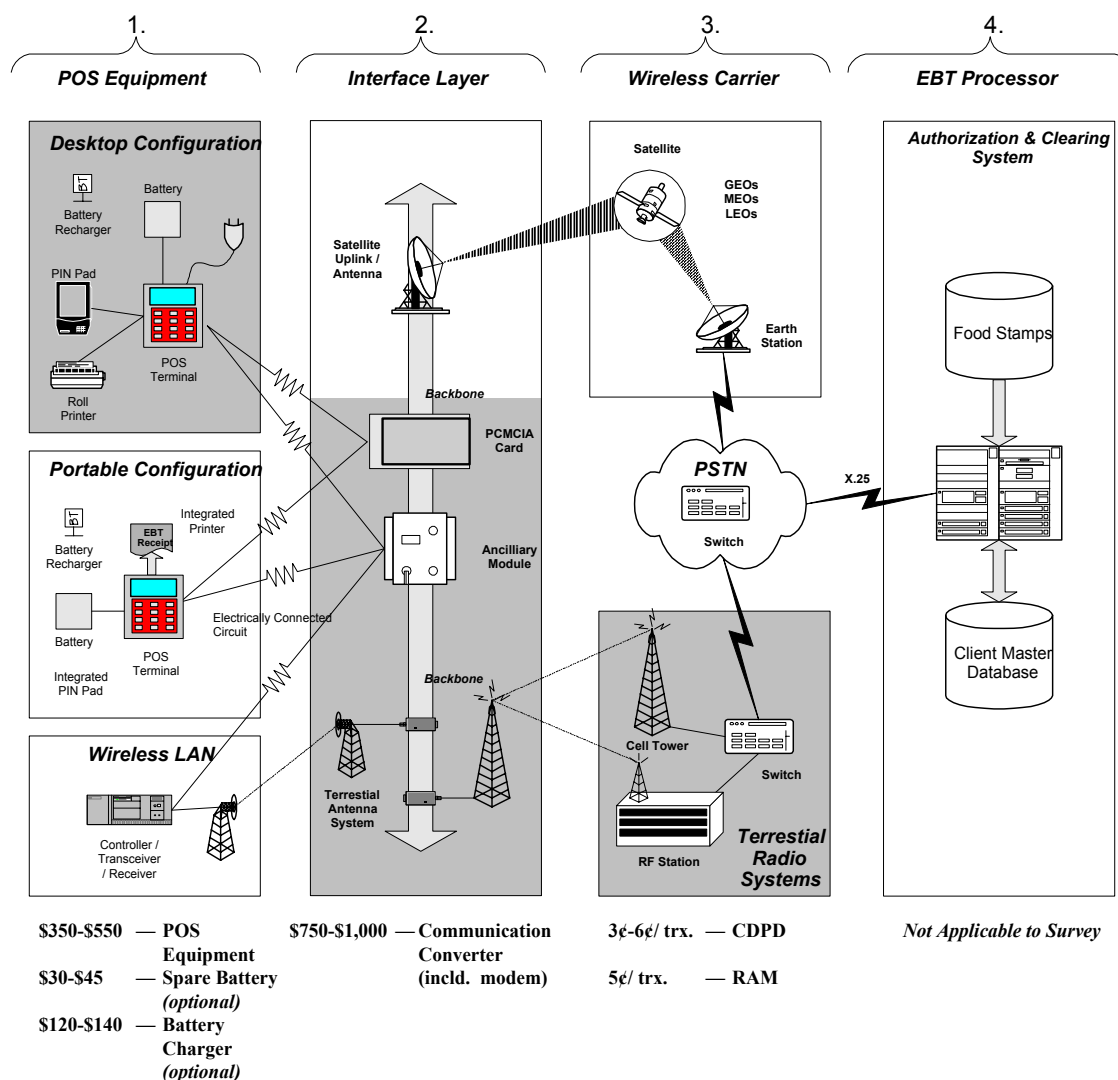 1.
POS Equipment
Desktop Configuration
BT
Battery
Recharger
Battery
PIN Pad
POS
Terminal
Roll
Printer
Portable Configuration
BT
Battery
Recharger
EBT
Receipt
Integrated
Printer
Battery
POS
Terminal
Electrically Connected
Circuit
Integrated
PIN Pad
Wireless LAN
Controller /
Transceiver
/ Receiver
$350-$550 — POS
Equipment
$30-$45 — Spare Battery
(optional)
$120-$140 — Battery
Charger
(optional)
2.
Interface Layer
Satellite
Uplink /
Antenna
Backbone
PCMCIA
Card
Ancilliary
Module
Backbone
Terrestial
Antenna
System
$750-$1,000 — Communication
Converter
(incl. modem)
3.
Wireless Carrier
Satellite
GEOs
MEOs
LEOs
Earth
Station
PSTN
Switch
X.25
Cell Tower
Switch
RF Station
Terrestial
Radio
Systems
3¢-6¢/ trx. — CDPD
5¢/ trx. — RAM
4.
EBT Processor
Authorization & Clearing
System
Food Stamps
Client Master
Database
Not Applicable to Survey